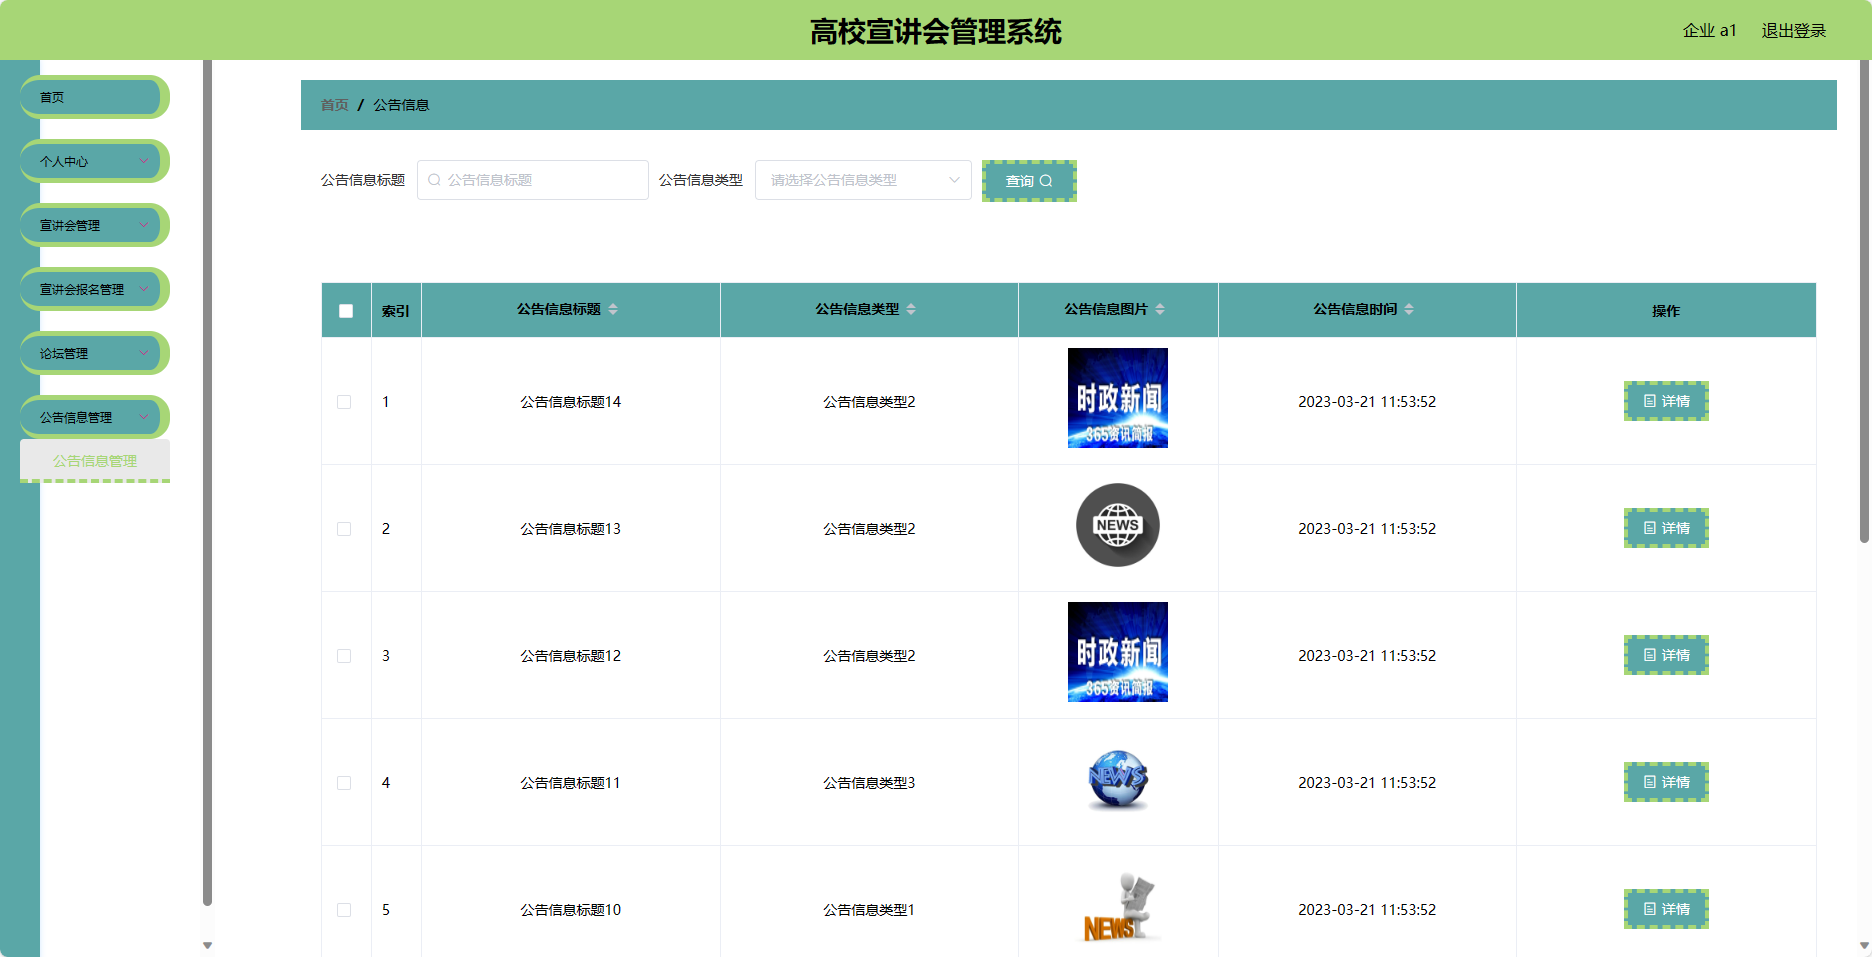 高校宣讲会管理系统
企业 a1 退出登录
首页
个人中心
宣讲会管理
宣讲会报名管理
论坛管理
公告信息管理
公告信息管理
首页 / 公告信息
公告信息标题 公告信息标题 公告信息类型 请选择公告信息类型 查询
索引 公告信息标题 公告信息类型 公告信息图片 公告信息时间 操作
1 公告信息标题14 公告信息类型2 时政新闻 2023-03-21 11:53:52 详情
365资讯简报
2 公告信息标题13 公告信息类型2 NEWS 2023-03-21 11:53:52 详情
3 公告信息标题12 公告信息类型2 时政新闻 2023-03-21 11:53:52 详情
365资讯简报
4 公告信息标题11 公告信息类型3 NEWS 2023-03-21 11:53:52 详情
5 公告信息标题10 公告信息类型1 NEWS 2023-03-21 11:53:52 详情